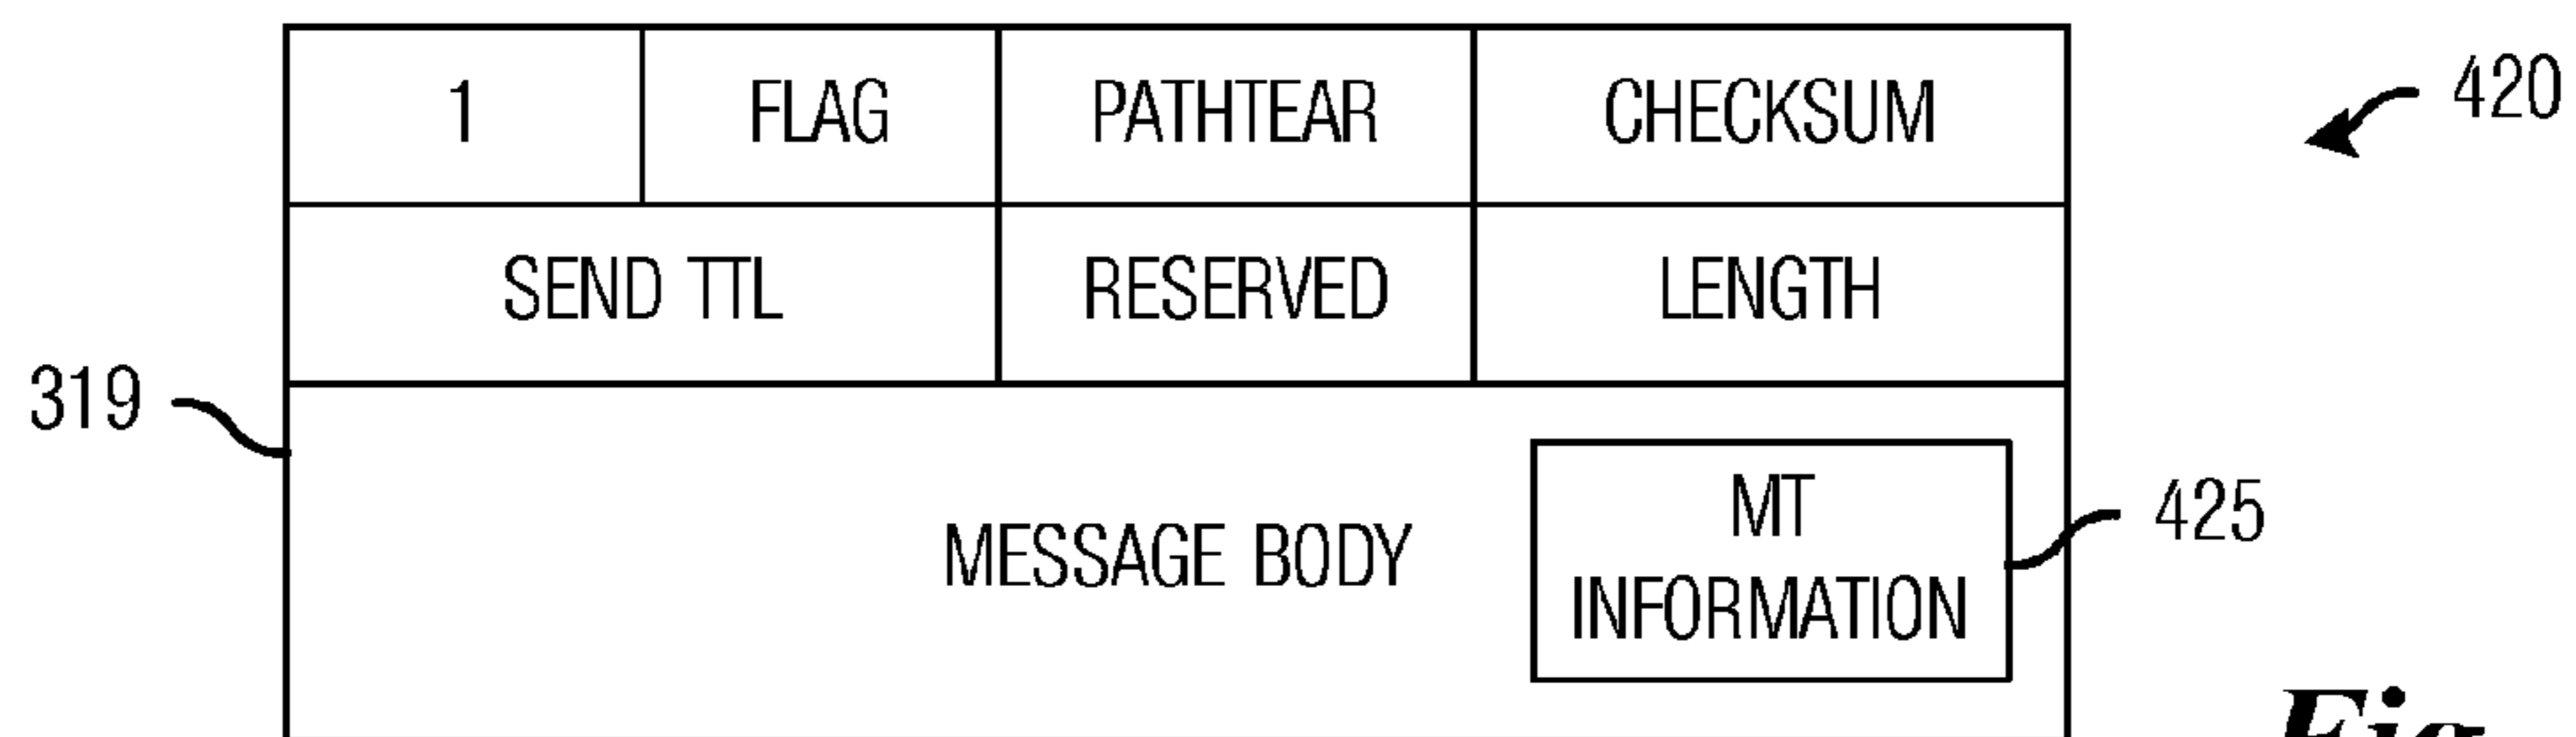 1 FLAG PATHTEAR CHECKSUM 420
SEND TTL RESERVED LENGTH
319
MESSAGE BODY
MT
INFORMATION
425